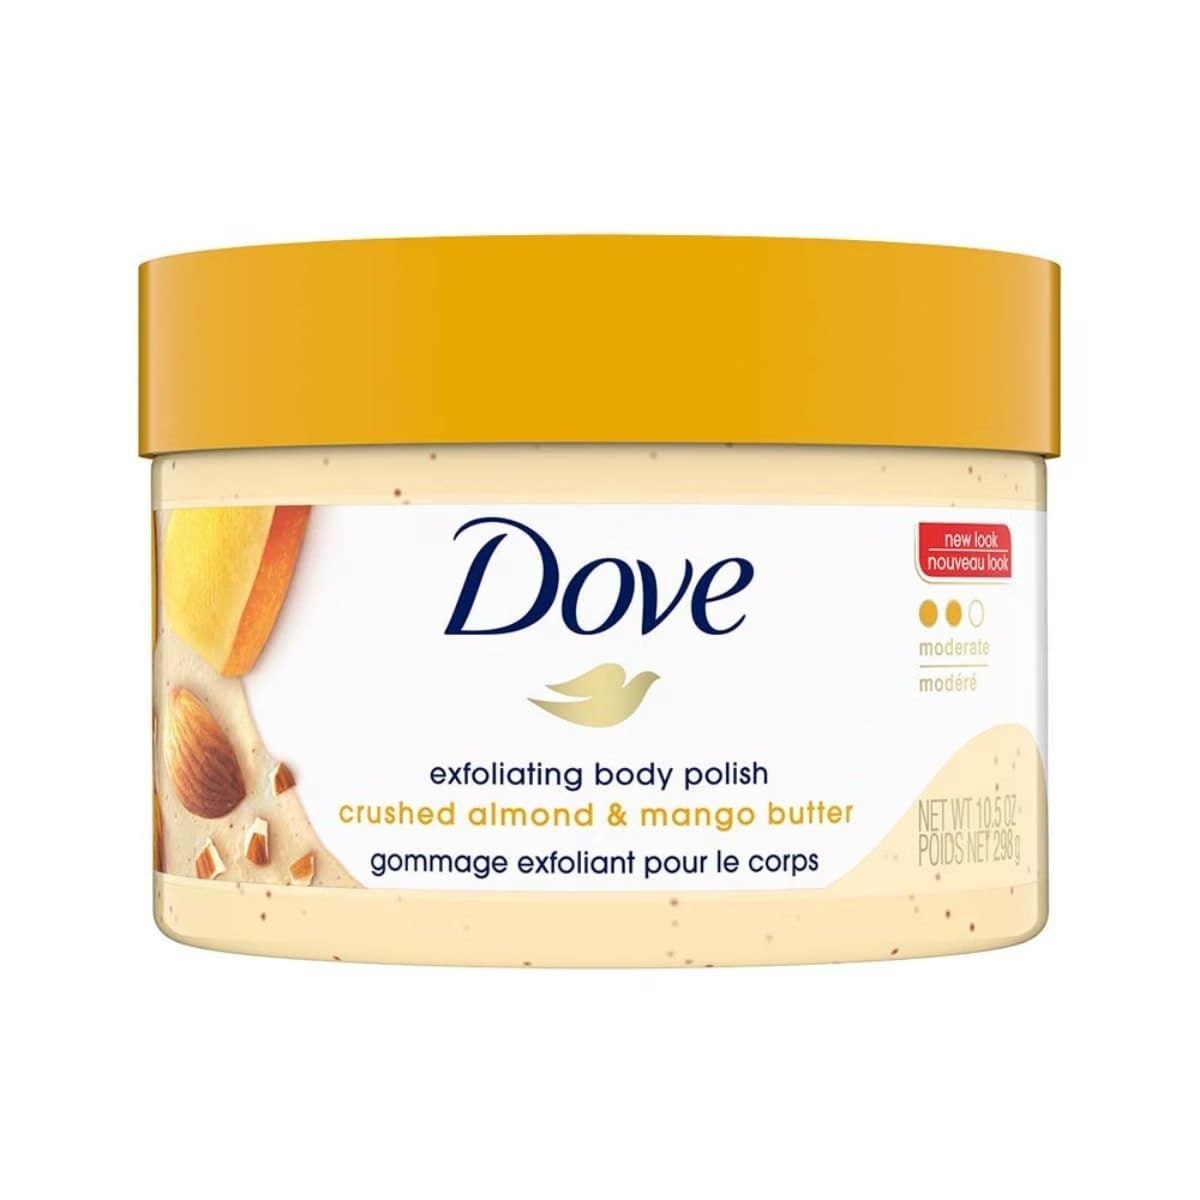 Dove
new look
nouveau look
moderate
modéré
exfoliating body polish
crushed almond & mango butter
gommage exfoliant pour le corps
NET WT 10.5 OZ •
POIDS NET 298 g